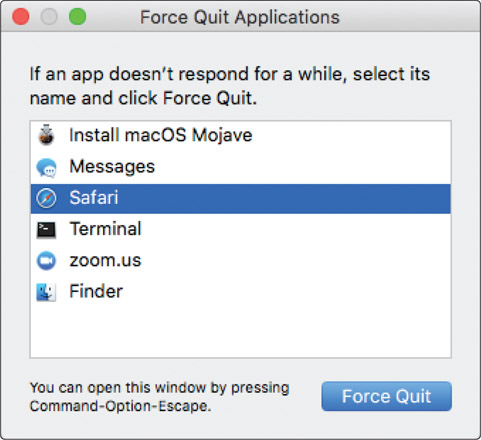 Force Quit Applications
If an app doesn’t respond for a while, select its
name and click Force Quit.
Install macOS Mojave
Messages
Safari
Terminal
zoom.us
Finder
You can open this window by pressing
Command-Option-Escape.
Force Quit